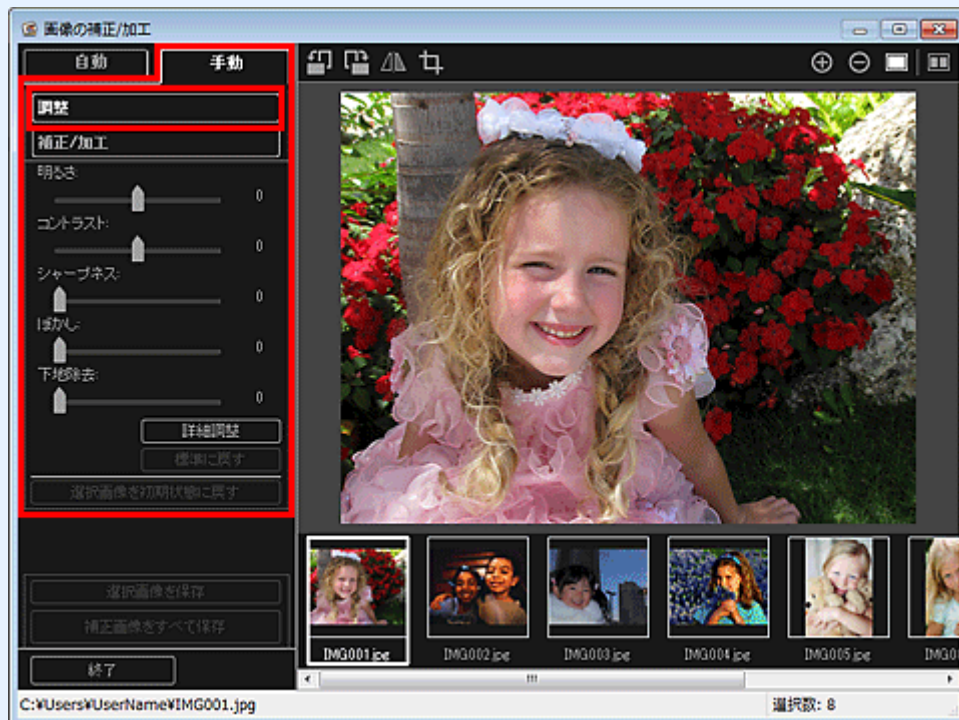 画像の補正/加工
自動
手動
調整
補正/加工
明るさ:
0
コントラスト:
0
シャープネス:
0
ぼかし:
0
下地除去:
0
詳細調整
標準に戻す
選択画像を初期状態に戻す
選択画像を保存
補正画像をすべて保存
終了
IMG001.jpg
IMG002.jpg
IMG003.jpg
IMG004.jpg
IMG005.jpg
IMG0
C:¥Users¥UserName¥IMG001.jpg
選択数: 8